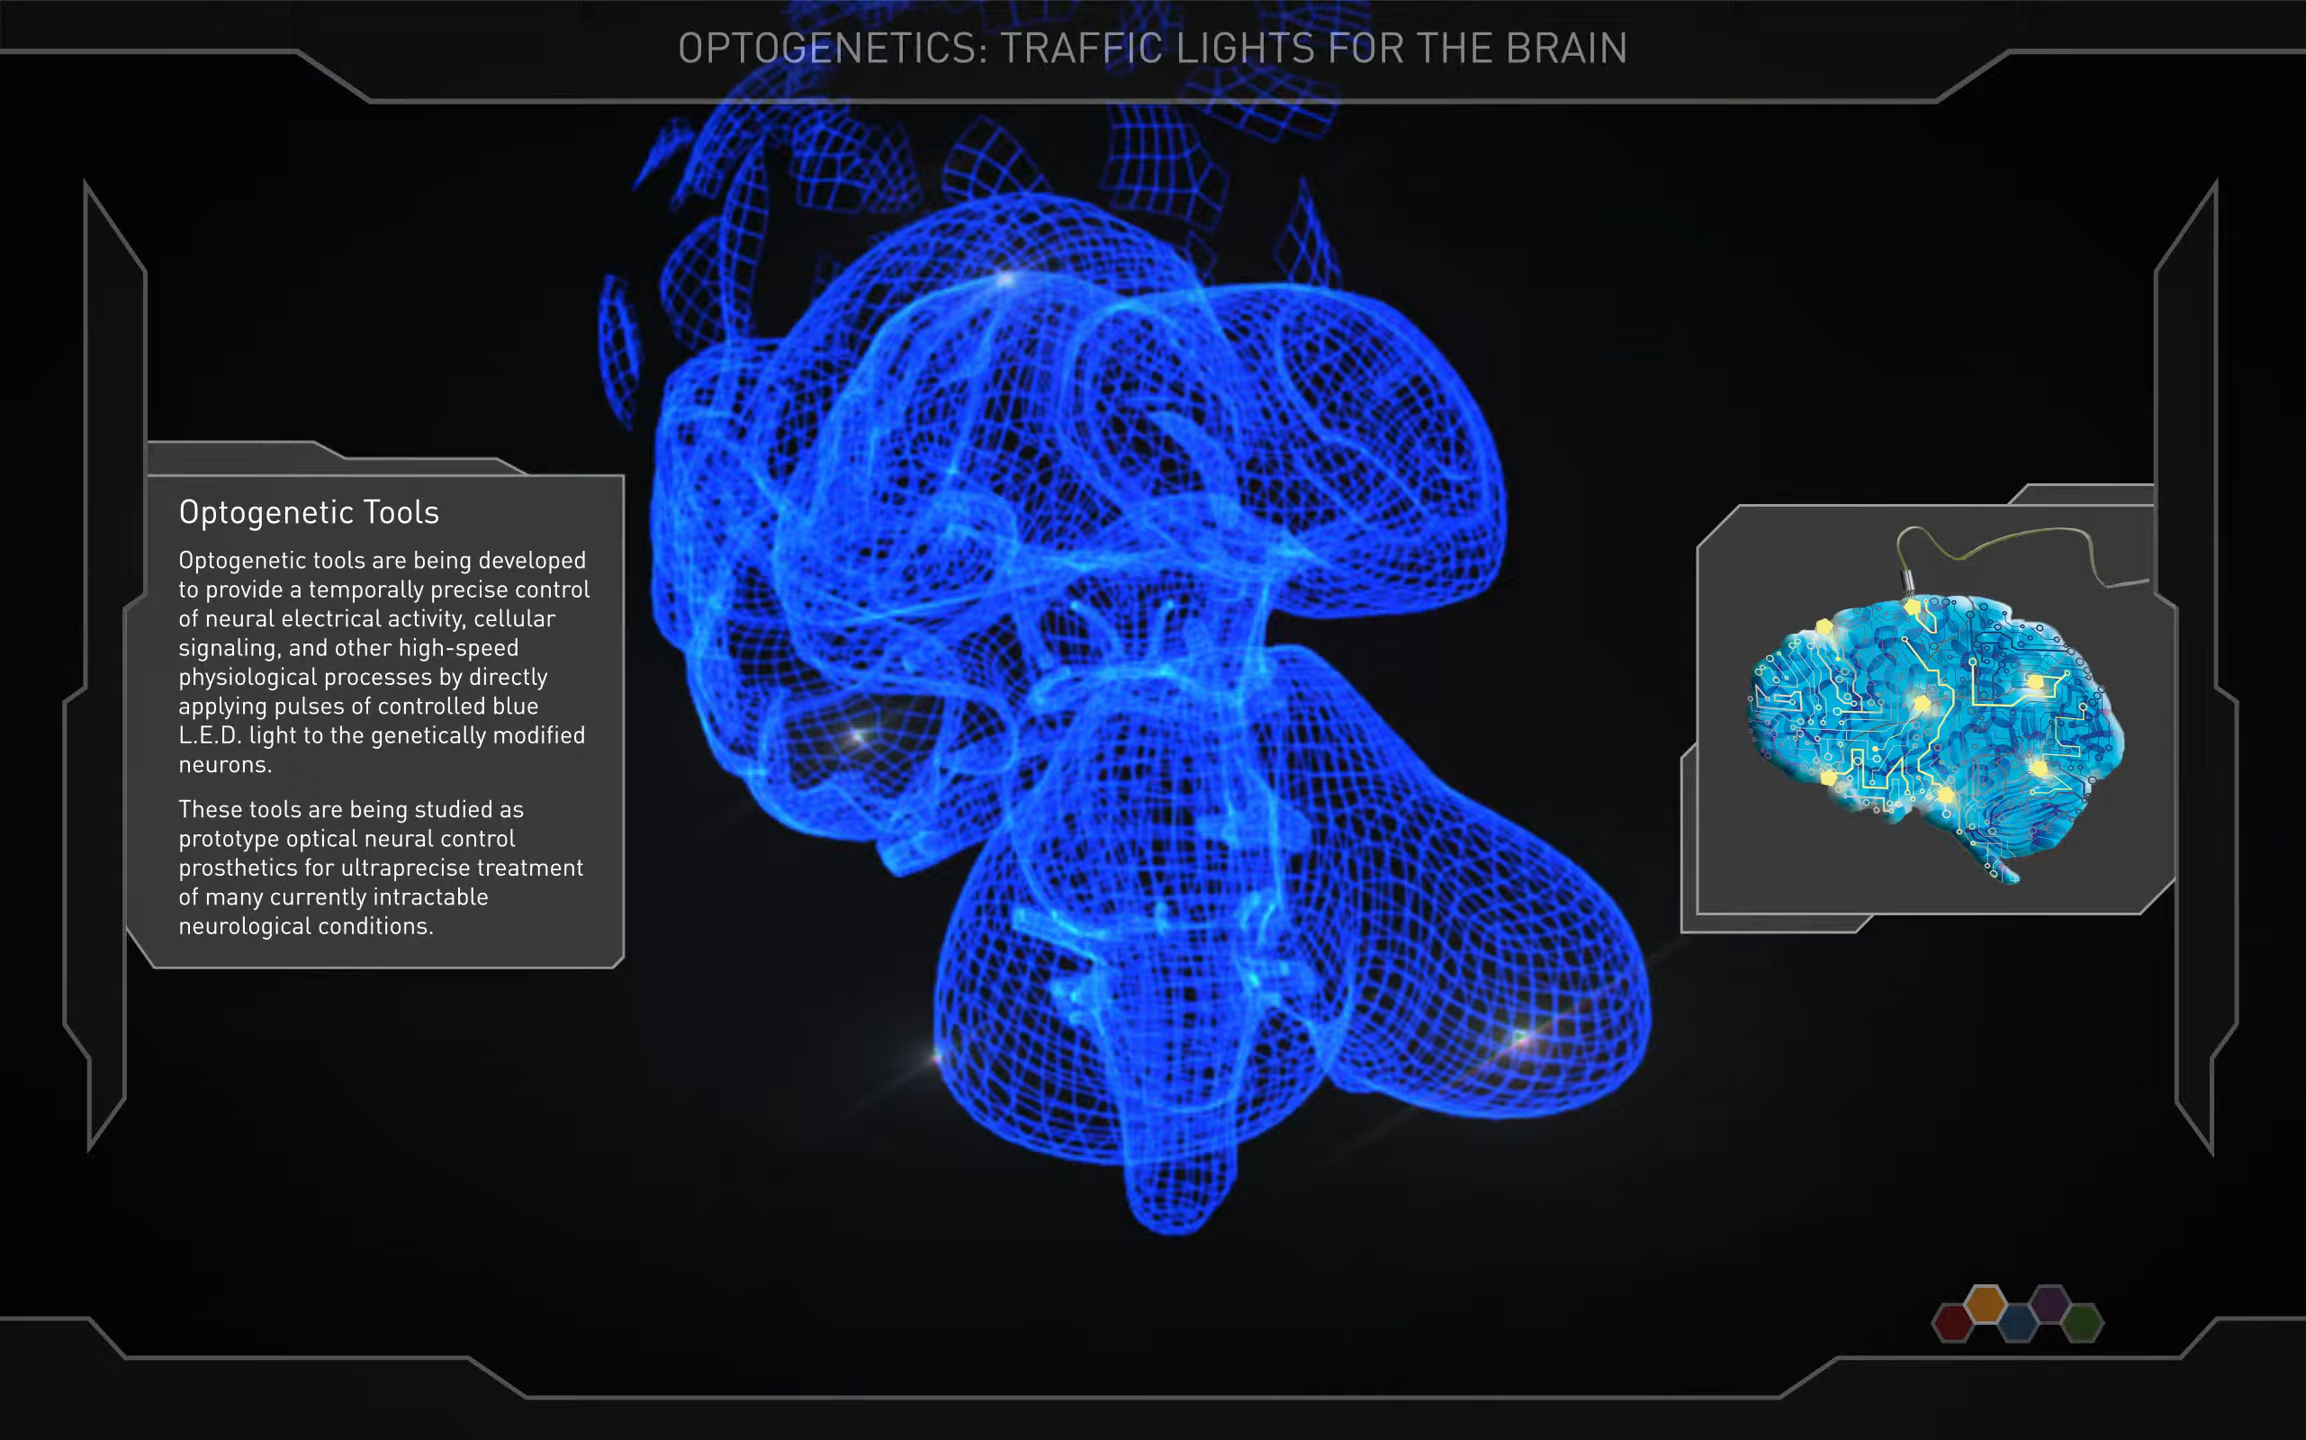 OPTOGENETICS: TRAFFIC LIGHTS FOR THE BRAIN
Optogenetic Tools
Optogenetic tools are being developed
to provide a temporally precise control
of neural electrical activity, cellular
signaling, and other high-speed
physiological processes by directly
applying pulses of controlled blue
L.E.D. light to the genetically modified
neurons.
These tools are being studied as
prototype optical neural control
prosthetics for ultraprecise treatment
of many currently intractable
neurological conditions.